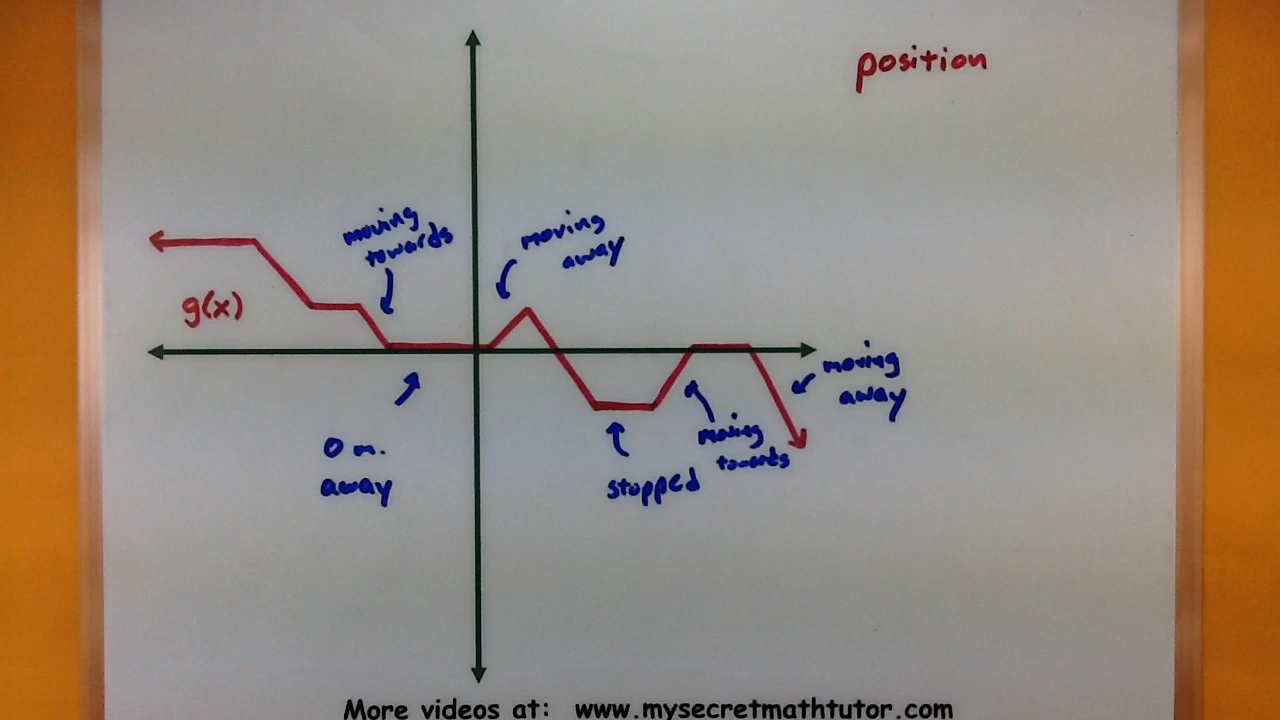 position
moving
towards
moving
away
g(x)
moving
away
0 m.
away
stopped
moving
towards
More videos at: www.mysecretmathtutor.com